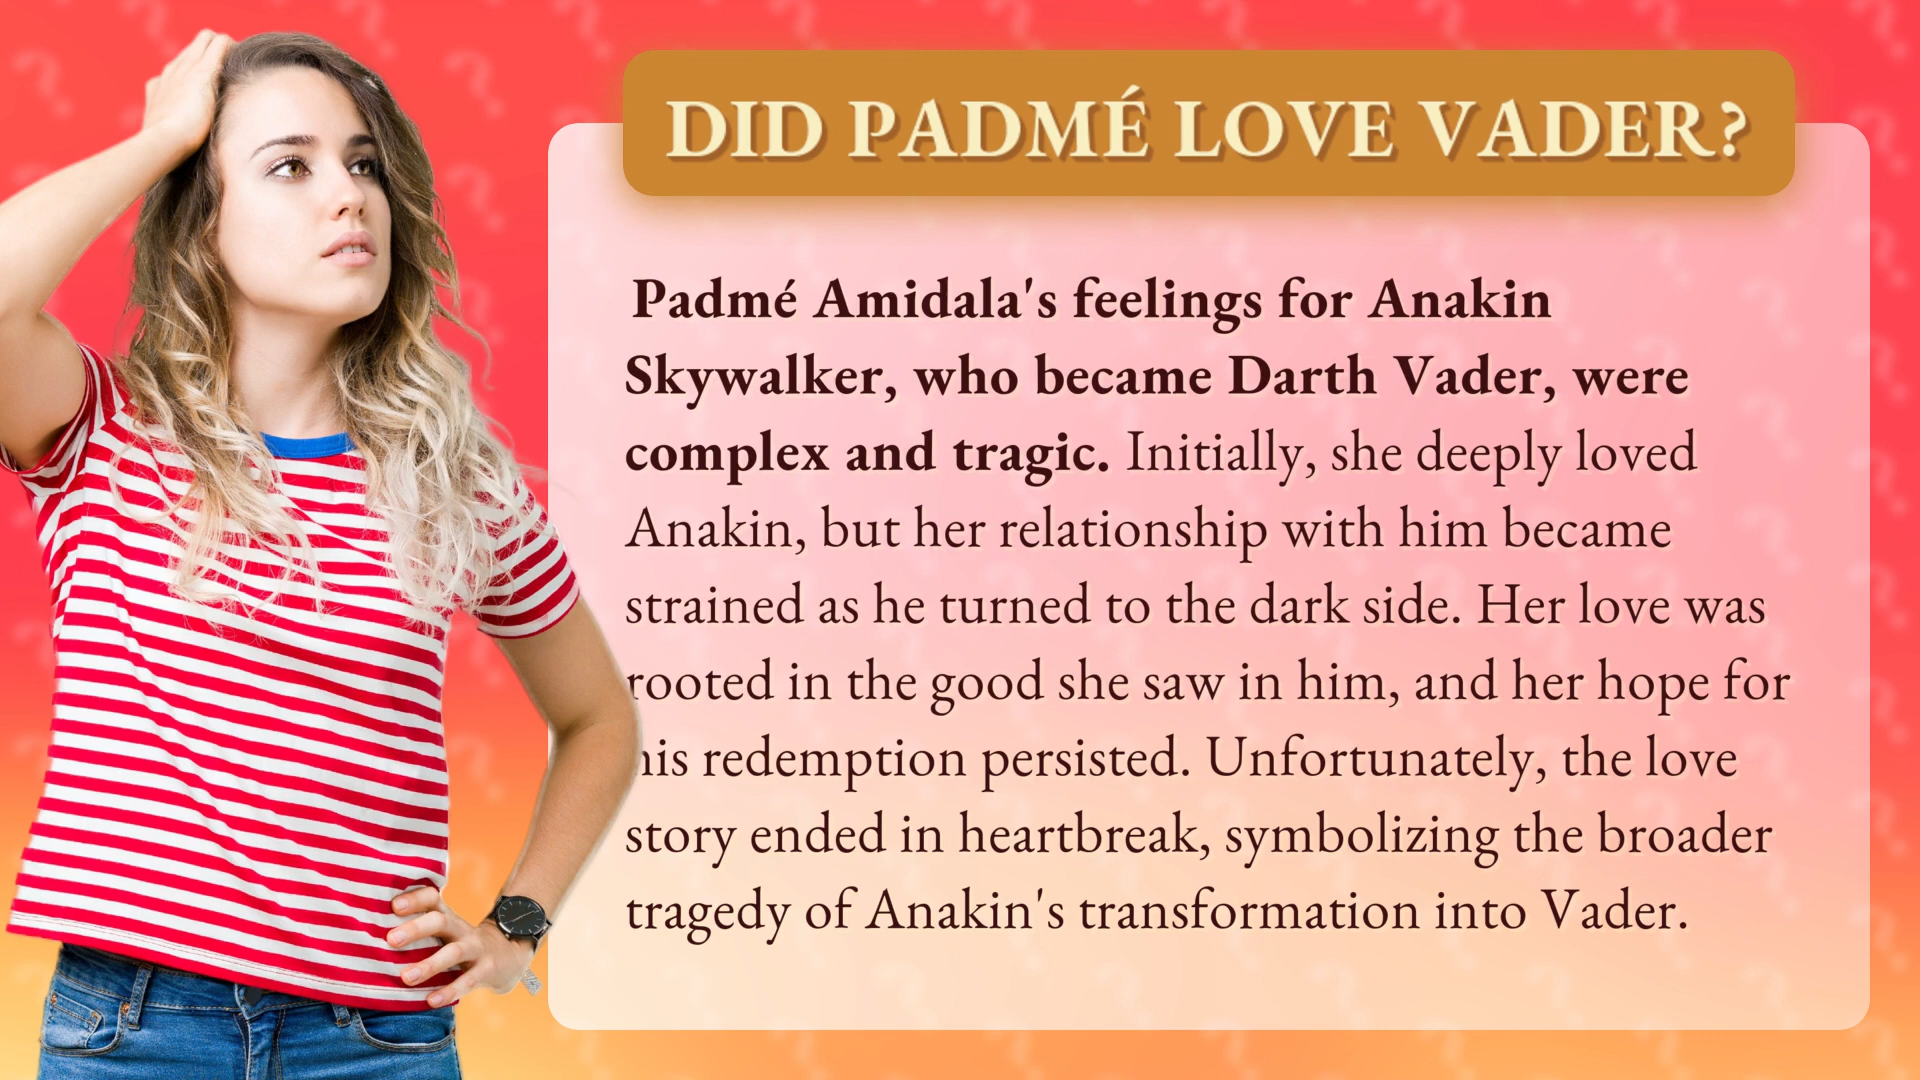 DID PADMÉ LOVE VADER?
Padmé Amidala's feelings for Anakin
Skywalker, who became Darth Vader, were
complex and tragic. Initially, she deeply loved
Anakin, but her relationship with him became
strained as he turned to the dark side. Her love was
rooted in the good she saw in him, and her hope for
his redemption persisted. Unfortunately, the love
story ended in heartbreak, symbolizing the broader
tragedy of Anakin's transformation into Vader.